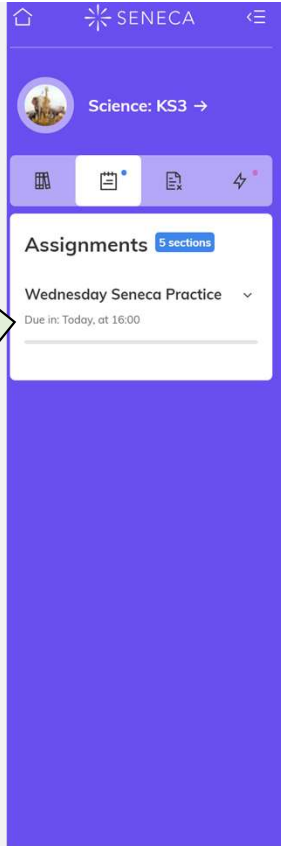 SENECA
Science: KS3 →
Assignments 5 sections
Wednesday Seneca Practice
Due in: Today, at 16:00